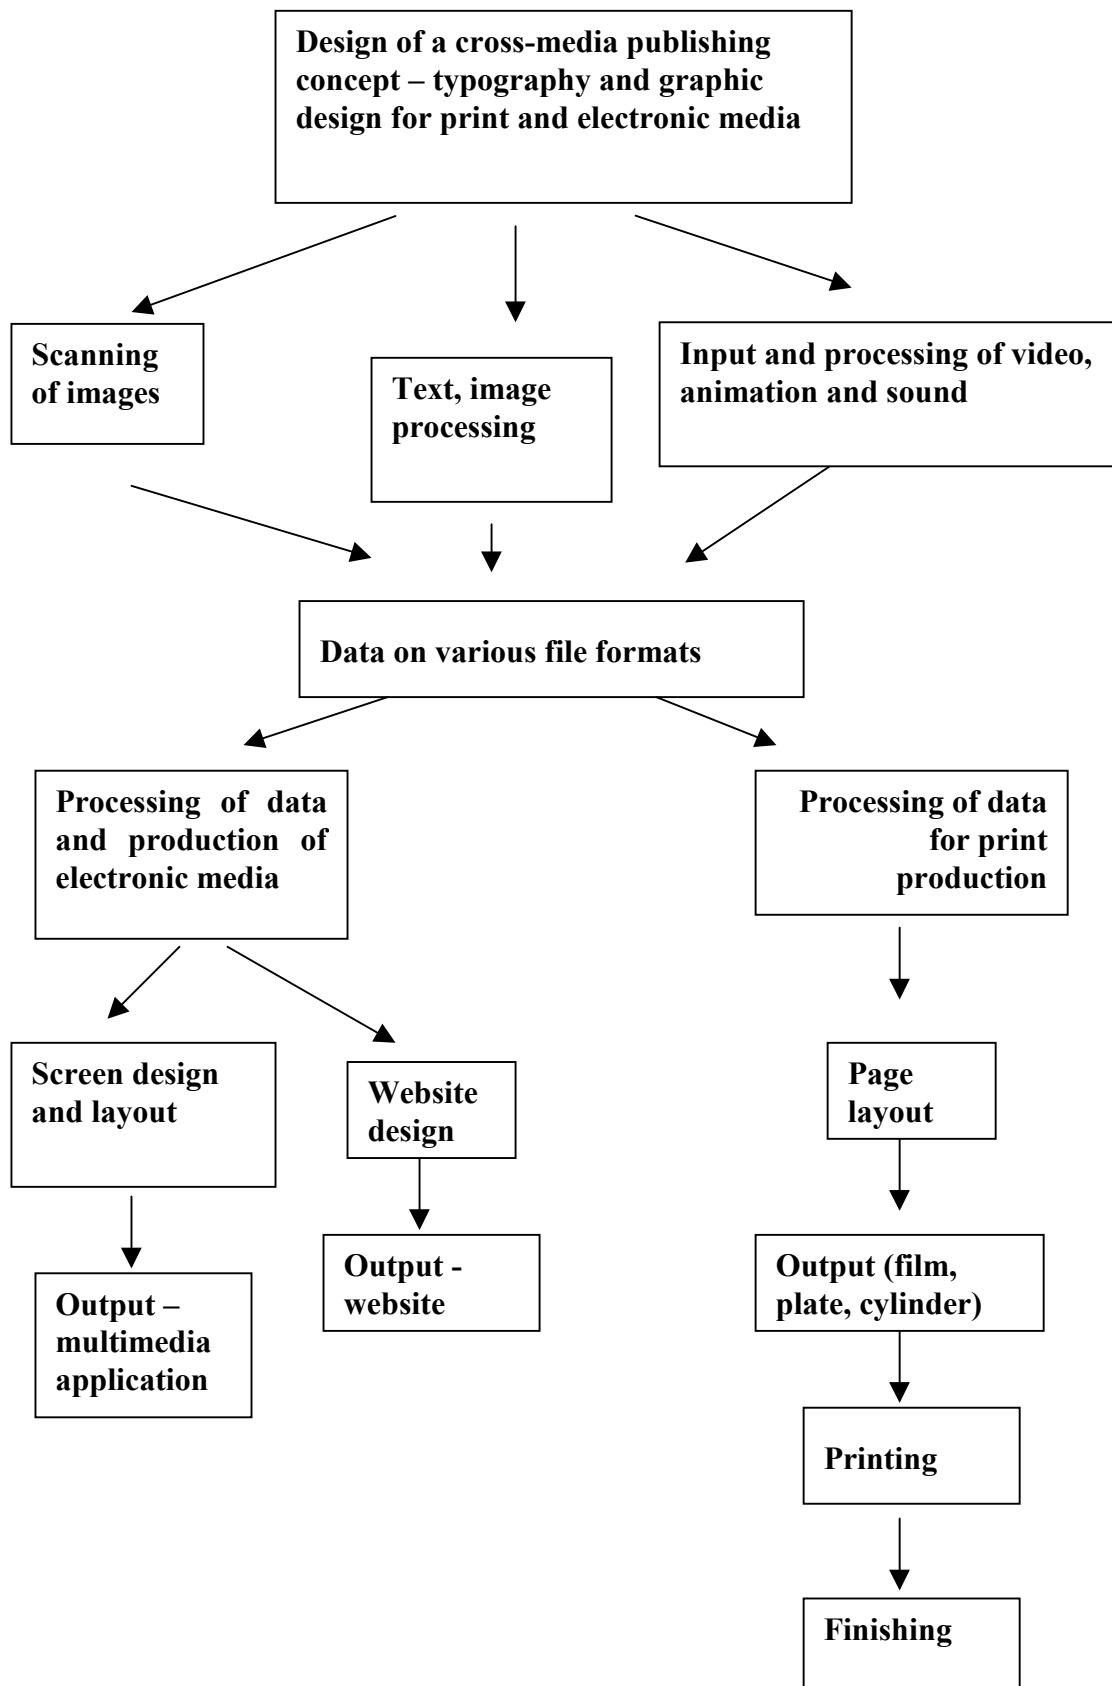 Design of a cross-media publishing
concept – typography and graphic
design for print and electronic media
Scanning
of images
Text, image
processing
Input and processing of video,
animation and sound
Data on various file formats
Processing of data
and production of
electronic media
Processing of data
for print
production
Screen design
and layout
Website
design
Page
layout
Output –
multimedia
application
Output -
website
Output (film,
plate, cylinder)
Printing
Finishing